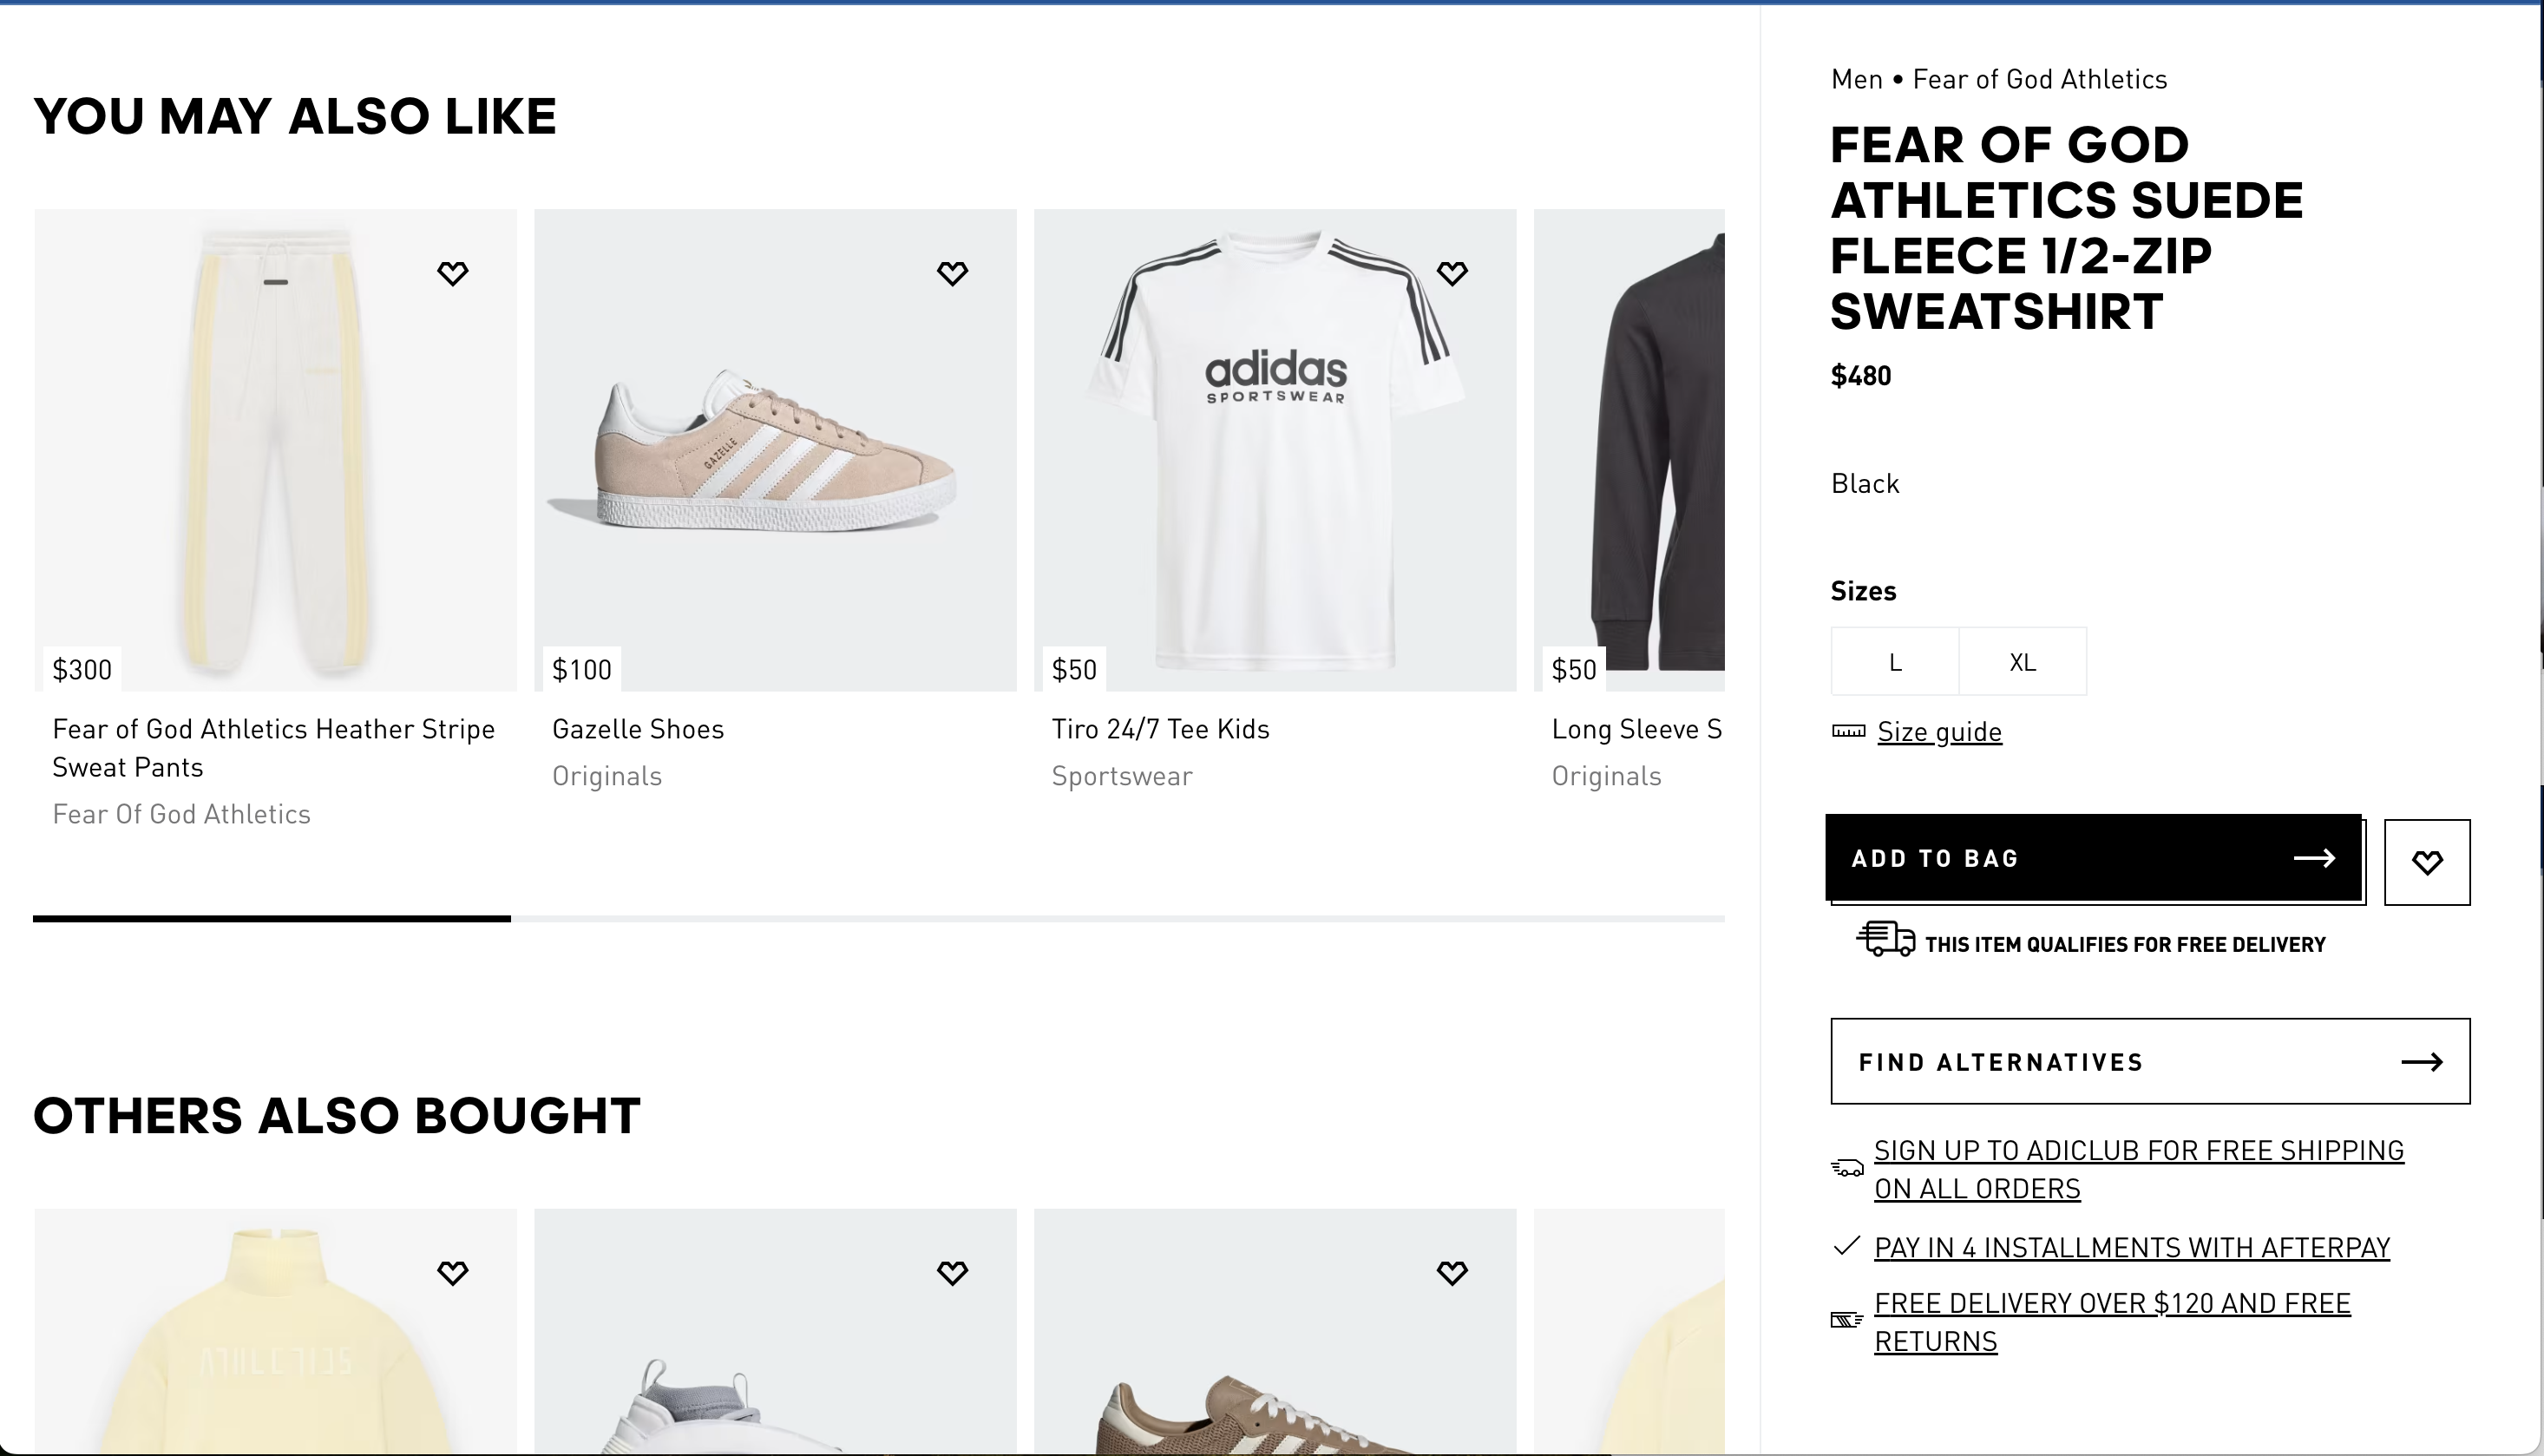 YOU MAY ALSO LIKE
adidas
SPORTSWEAR
GAZELLE
$300
$100
$50
$50
Fear of God Athletics Heather Stripe
Sweat Pants
Fear Of God Athletics
Gazelle Shoes
Originals
Tiro 24/7 Tee Kids
Sportswear
Long Sleeve S
Originals
OTHERS ALSO BOUGHT
ATHLETICS
Men • Fear of God Athletics
FEAR OF GOD
ATHLETICS SUEDE
FLEECE 1/2-ZIP
SWEATSHIRT
$480
Black
Sizes
L
XL
Size guide
ADD TO BAG
THIS ITEM QUALIFIES FOR FREE DELIVERY
FIND ALTERNATIVES
SIGN UP TO ADICLUB FOR FREE SHIPPING
ON ALL ORDERS
PAY IN 4 INSTALLMENTS WITH AFTERPAY
FREE DELIVERY OVER $120 AND FREE
RETURNS